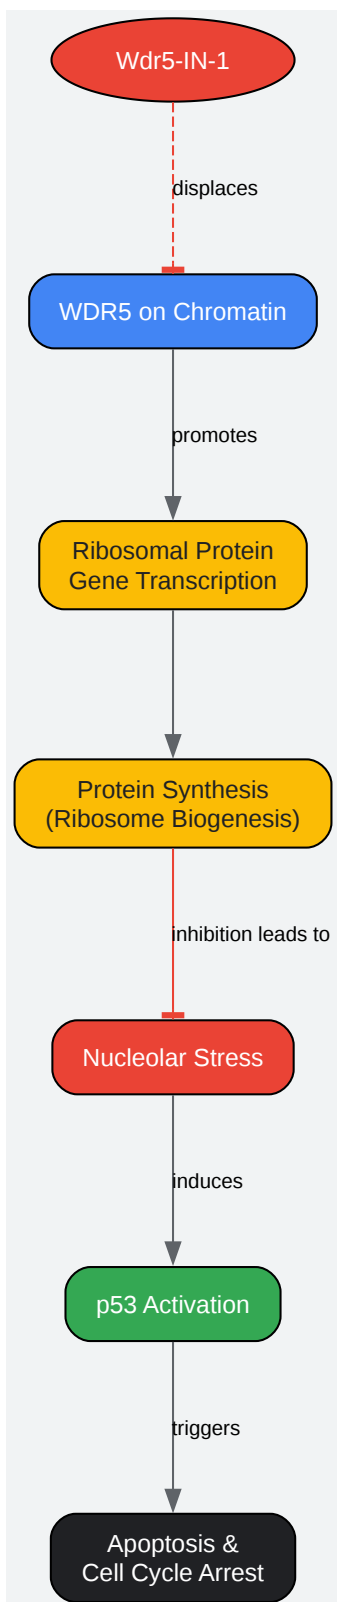 Wdr5-IN-1
displaces
WDR5 on Chromatin
promotes
Ribosomal Protein
Gene Transcription
Protein Synthesis
(Ribosome Biogenesis)
inhibition leads to
Nucleolar Stress
induces
p53 Activation
triggers
Apoptosis &
Cell Cycle Arrest